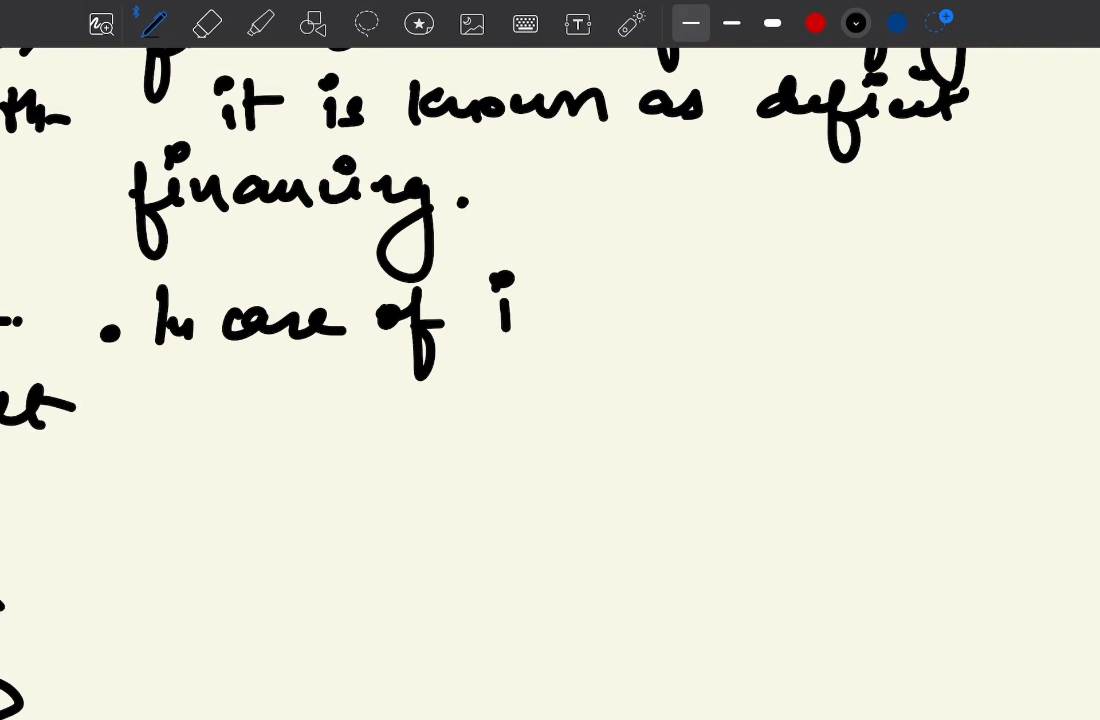 it is known as deficit
financing.
. In case of i